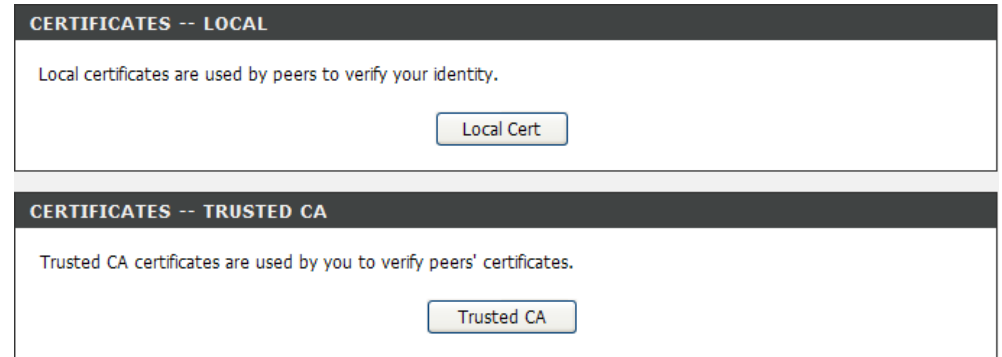 CERTIFICATES -- LOCAL
Local certificates are used by peers to verify your identity.
Local Cert
CERTIFICATES -- TRUSTED CA
Trusted CA certificates are used by you to verify peers' certificates.
Trusted CA